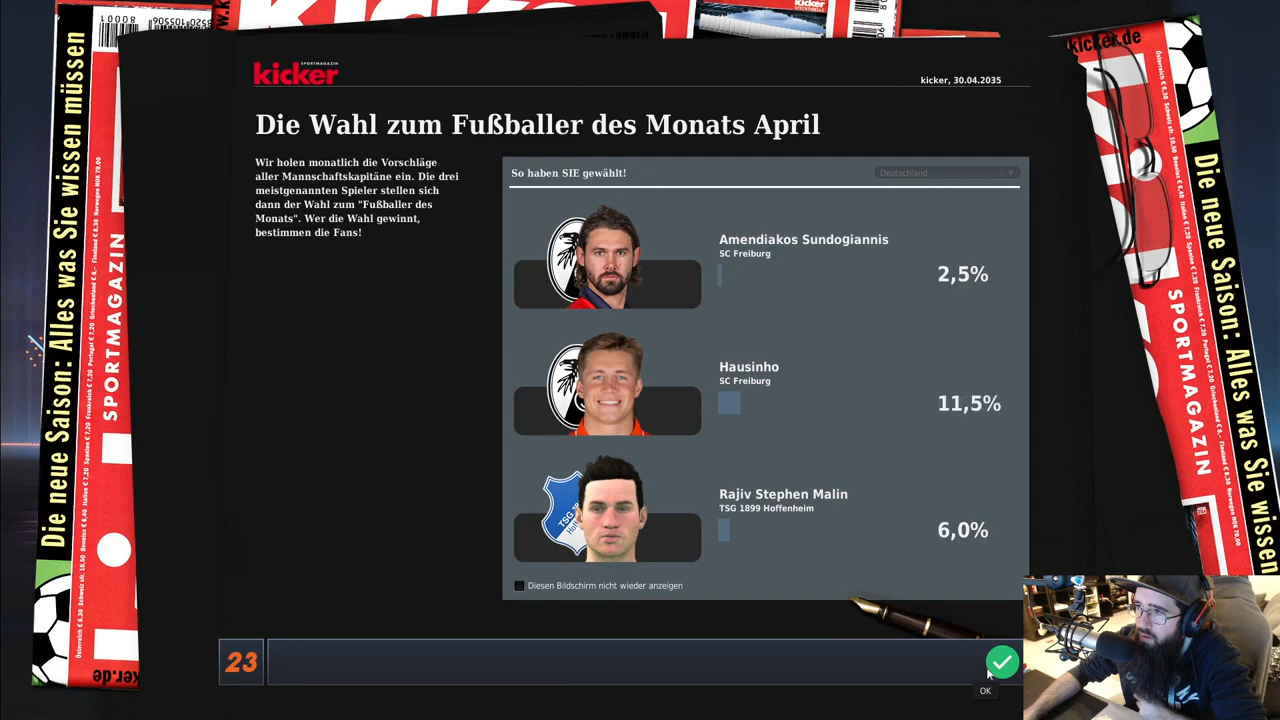 kicker
SPORTMAGAZIN
kicker, 30.04.2035
Die Wahl zum Fußballer des Monats April
Wir holen monatlich die Vorschläge
aller Mannschaftskapitäne ein. Die drei
meistgenannten Spieler stellen sich
dann der Wahl zum "Fußballer des
Monats". Wer die Wahl gewinnt,
bestimmen die Fans!
So haben SIE gewählt!
Deutschland
Amendiakos Sundogiannis
SC Freiburg
2,5%
Hausinho
SC Freiburg
11,5%
Rajiv Stephen Malin
TSG 1899 Hoffenheim
6,0%
Diesen Bildschirm nicht wieder anzeigen
23
OK
Die neue Saison: Alles was Sie wissen müssen
SPORTMAGAZIN
kicker.de
Die neue Saison: Alles was Sie wissen
SPORTMAGAZIN
kicker.de